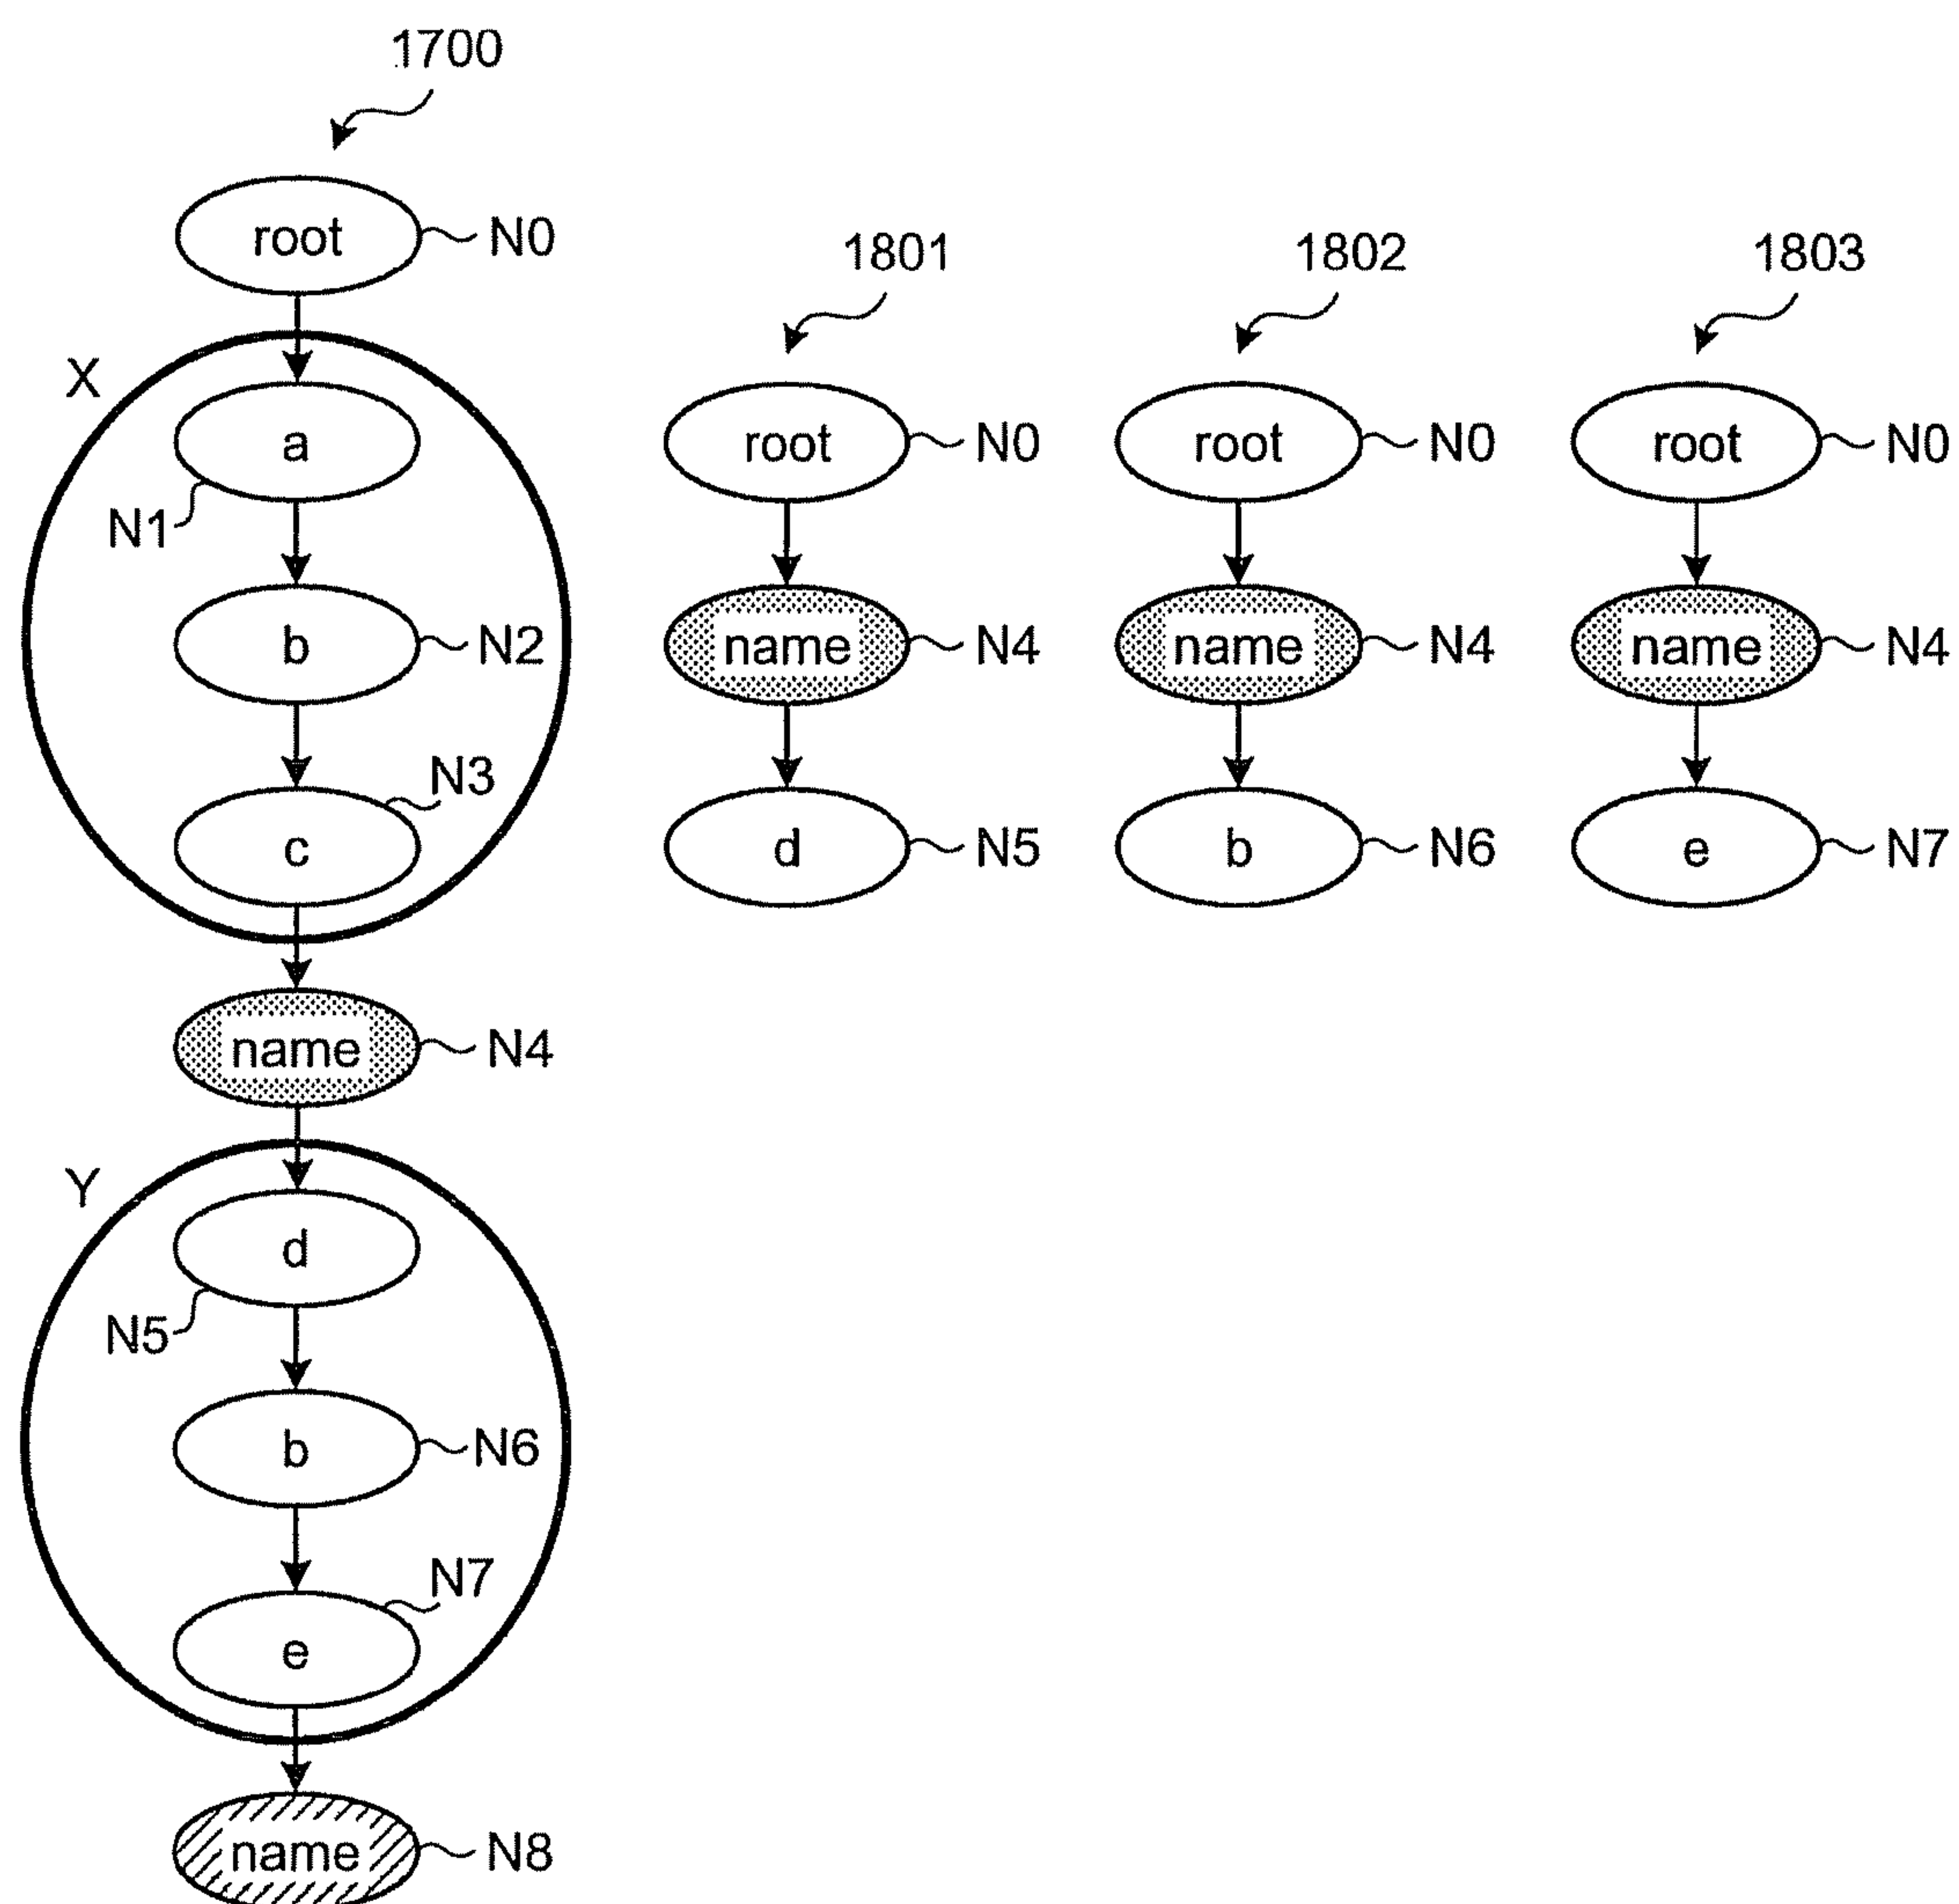 1700
root N0
1801 1802 1803
X
a root N0 root N0 root N0
N1
b N2 name N4 name N4 name N4
N3
c d N5 b N6 e N7
name N4
Y
d
N5
b N6
N7
e
name N8